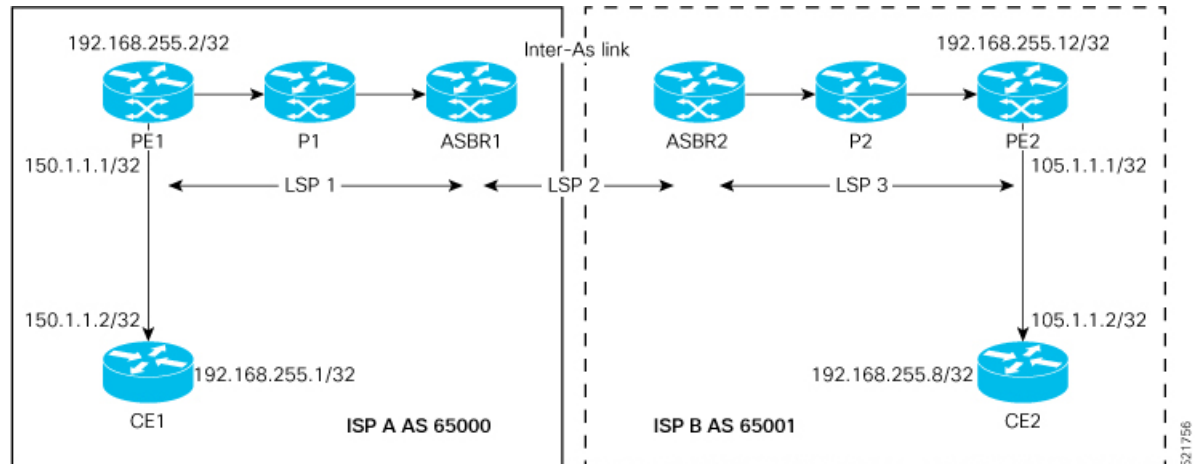 192.168.255.2/32
Inter-As link
192.168.255.12/32
PE1
P1
ASBR1
ASBR2
P2
PE2
150.1.1.1/32
105.1.1.1/32
LSP 1
LSP 2
LSP 3
150.1.1.2/32
105.1.1.2/32
192.168.255.1/32
192.168.255.8/32
CE1
ISP A AS 65000
ISP B AS 65001
CE2
521756